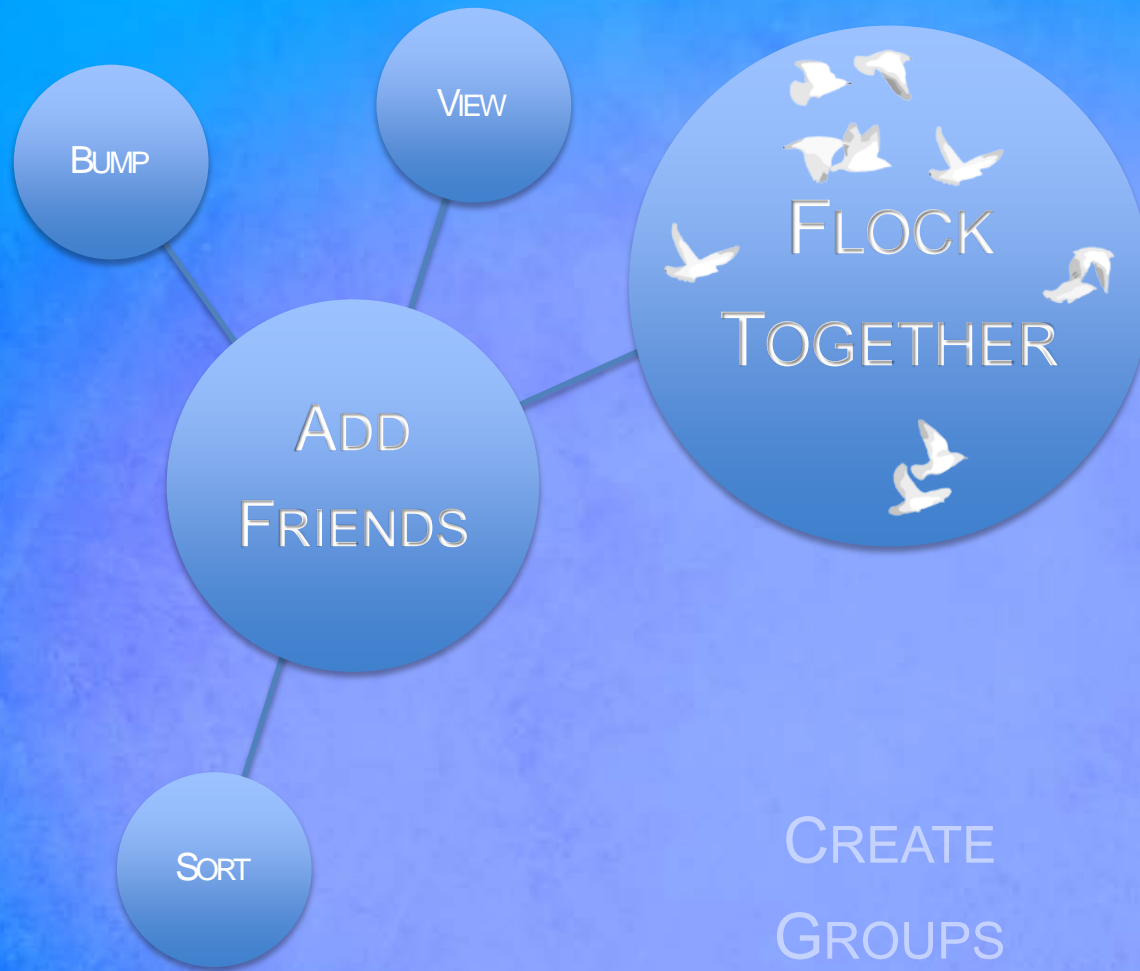 VIEW
BUMP
FLOCK
TOGETHER
ADD
FRIENDS
SORT
CREATE
GROUPS